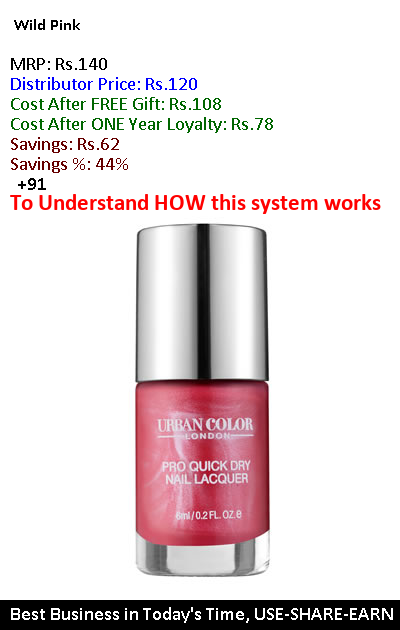 Wild Pink
MRP: Rs.140
Distributor Price: Rs.120
Cost After FREE Gift: Rs.108
Cost After ONE Year Loyalty: Rs.78
Savings: Rs.62
Savings %: 44%
+91
To Understand HOW this system works
URBAN COLOR
LONDON
PRO QUICK DRY
NAIL LACQUER
6ml / 0.2 FL. OZ. e
Best Business in Today's Time, USE-SHARE-EARN